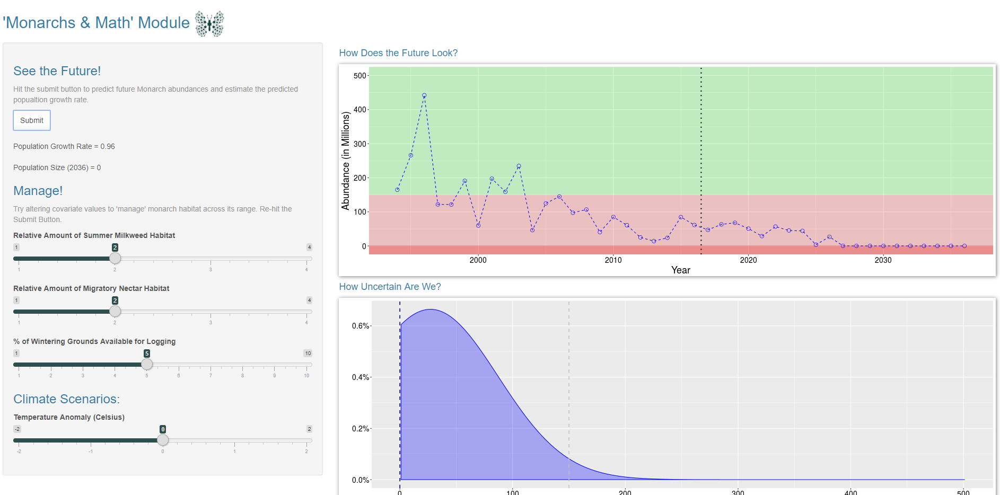 'Monarchs & Math' Module
See the Future!
Hit the submit button to predict future Monarch abundances and estimate the predicted
popualtion growth rate.
Submit
Population Growth Rate = 0.96
Population Size (2036) = 0
Manage!
Try altering covariate values to 'manage' monarch habitat across its range. Re-hit the
Submit Button.
Relative Amount of Summer Milkweed Habitat
1 2 4
1 2 3 4
Relative Amount of Migratory Nectar Habitat
1 2 4
1 2 3 4
% of Wintering Grounds Available for Logging
1 5 10
1 2 3 4 5 6 7 8 9 10
Climate Scenarios:
Temperature Anomaly (Celsius)
-2 0 2
-2 -1 0 1 2
How Does the Future Look?
Abundance (in Millions)
500
400
300
200
100
0
2000 2010 2020 2030
Year
How Uncertain Are We?
0.6%
0.4%
0.2%
0.0%
0 100 200 300 400 500